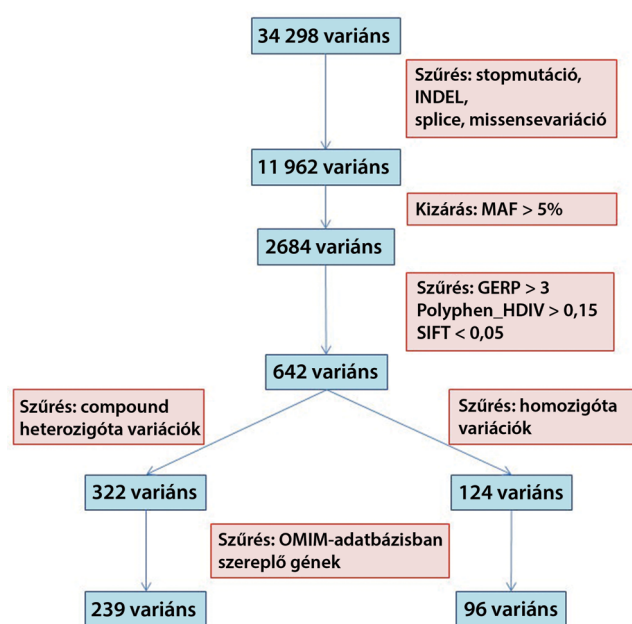 34 298 variáns
Szűrés: stopmutáció,
INDEL,
splice, missensevariáció
11 962 variáns
Kizárás: MAF > 5%
2684 variáns
Szűrés: GERP > 3
Polyphen_HDIV > 0,15
SIFT < 0,05
642 variáns
Szűrés: compound
heterozigóta variációk
Szűrés: homozigóta
variációk
322 variáns
124 variáns
Szűrés: OMIM-adatbázisban
szereplő gének
239 variáns
96 variáns